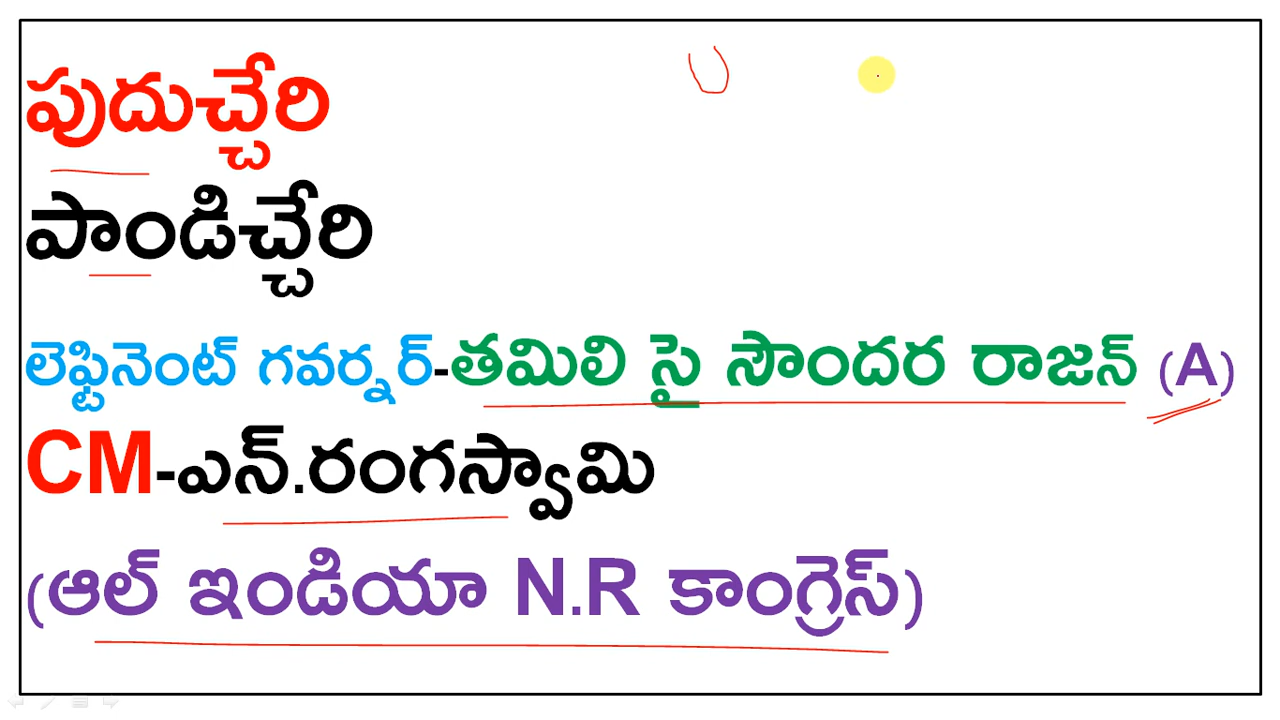 పుదుచ్చేరి
పాండిచ్చేరి
లెఫ్టినెంట్ గవర్నర్-తమిలి సై సౌందర రాజన్ (A)
CM-ఎన్.రంగస్వామి
(ఆల్ ఇండియా N.R కాంగ్రెస్)